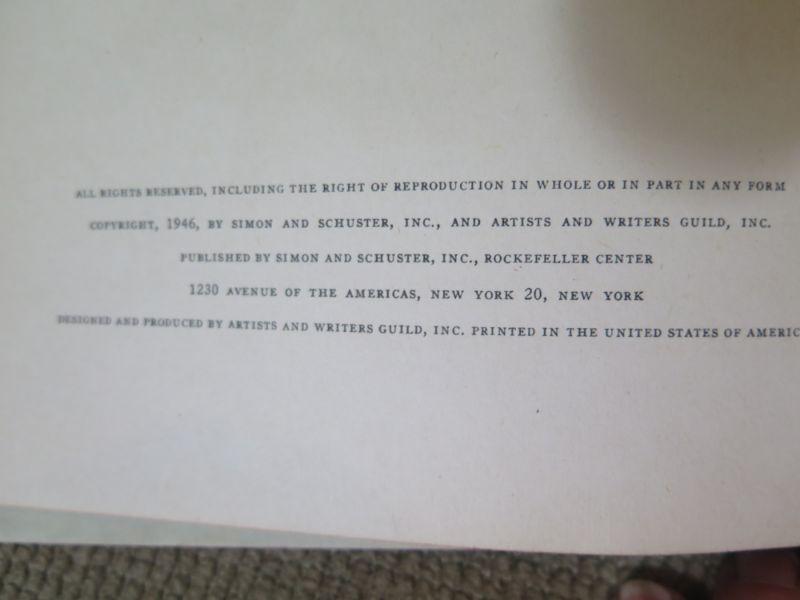 ALL RIGHTS RESERVED, INCLUDING THE RIGHT OF REPRODUCTION IN WHOLE OR IN PART IN ANY FORM
COPYRIGHT, 1946, BY SIMON AND SCHUSTER, INC., AND ARTISTS AND WRITERS GUILD, INC.
PUBLISHED BY SIMON AND SCHUSTER, INC., ROCKEFELLER CENTER
1230 AVENUE OF THE AMERICAS, NEW YORK 20, NEW YORK
DESIGNED AND PRODUCED BY ARTISTS AND WRITERS GUILD, INC. PRINTED IN THE UNITED STATES OF AMERIC